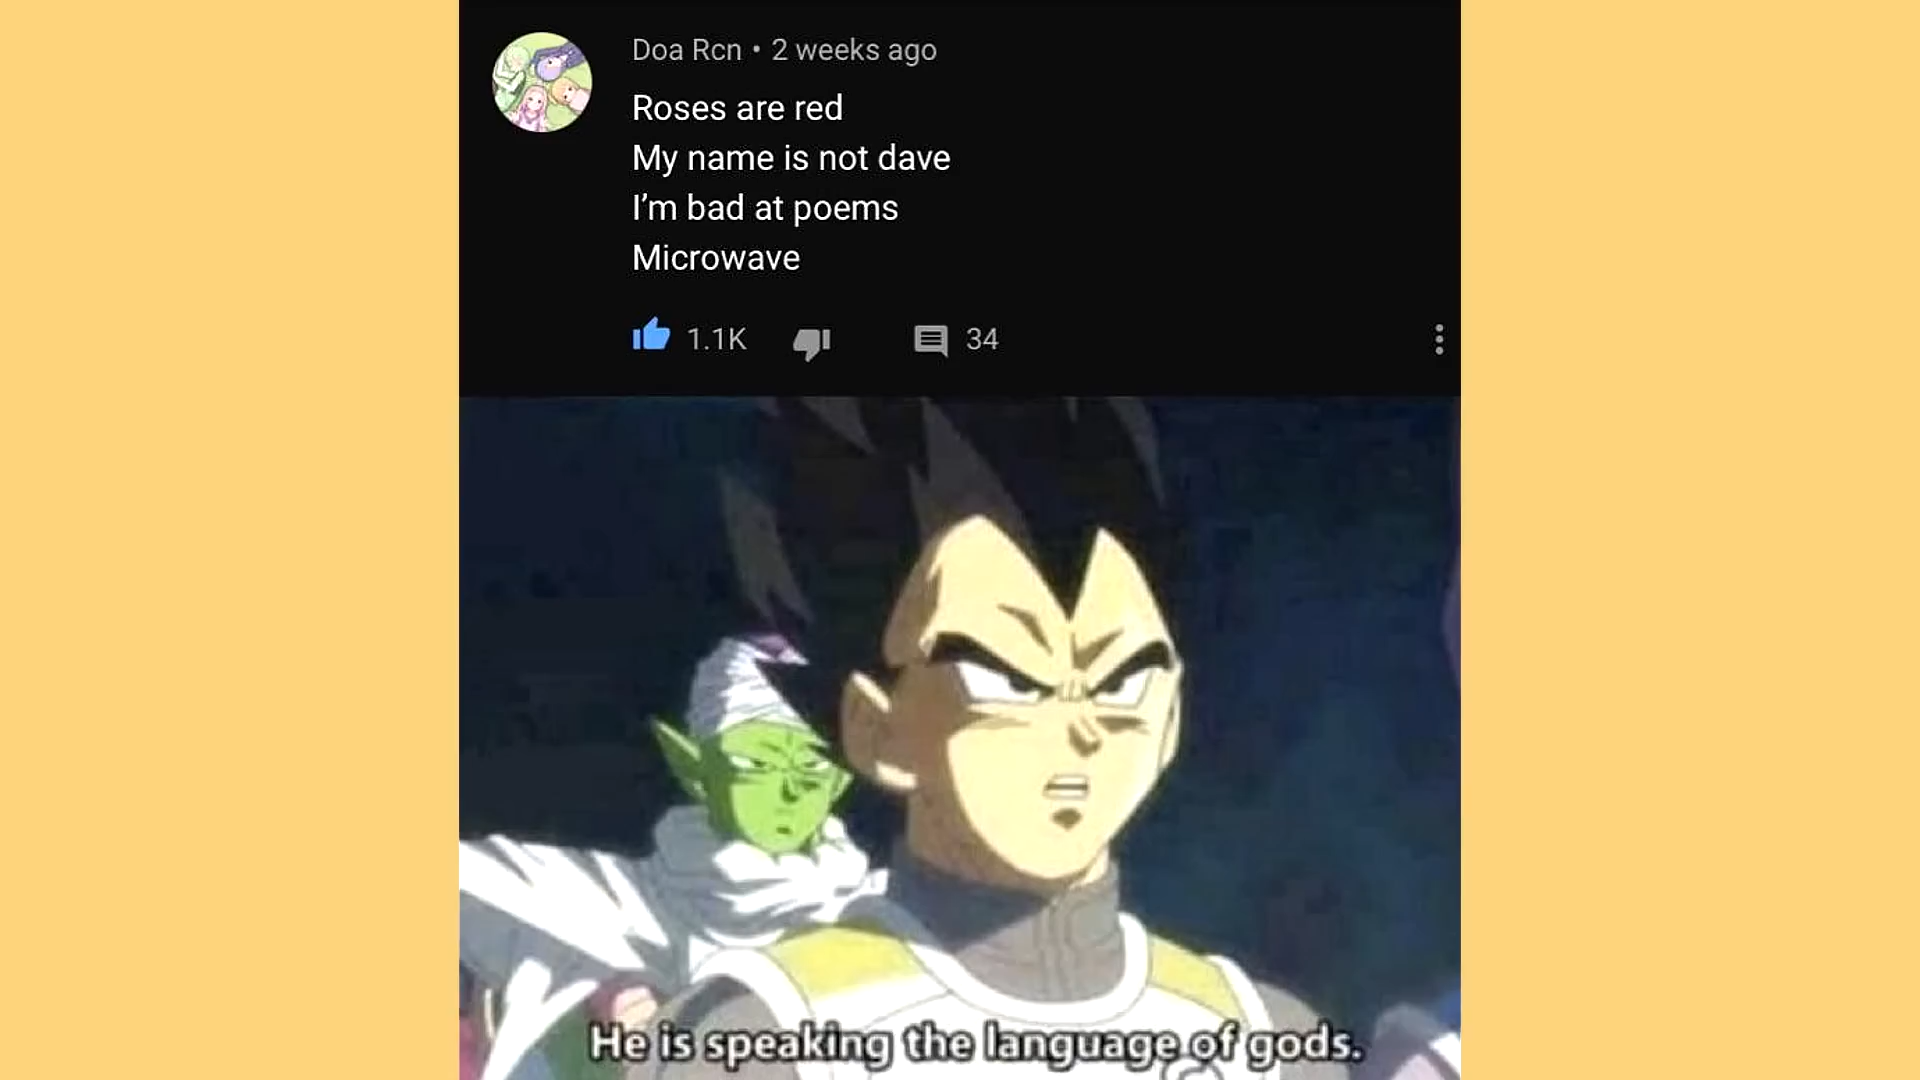 Doa Rcn • 2 weeks ago
Roses are red
My name is not dave
I’m bad at poems
Microwave
1.1K 34
He is speaking the language of gods.